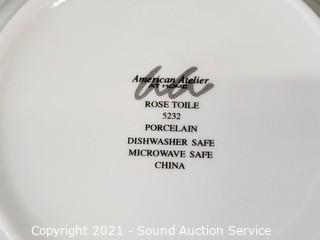 American Atelier
AT HOME
ROSE TOILE
5232
PORCELAIN
DISHWASHER SAFE
MICROWAVE SAFE
CHINA
Copyright 2021 - Sound Auction Service